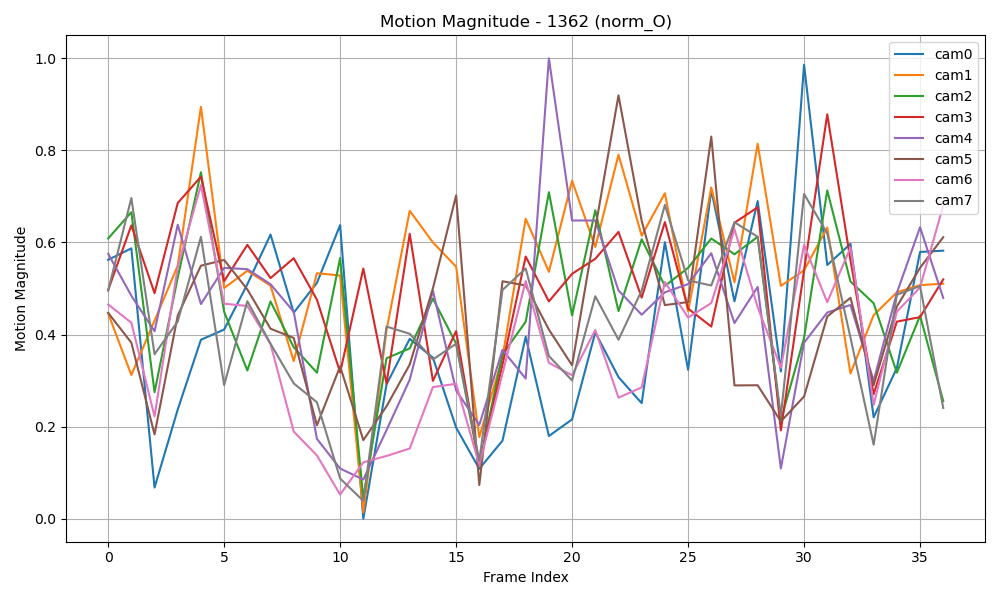 Motion Magnitude - 1362 (norm_O)
Motion Magnitude
1.0
0.8
0.6
0.4
0.2
0.0
0
5
10
15
20
25
30
35
Frame Index
cam0
cam1
cam2
cam3
cam4
cam5
cam6
cam7